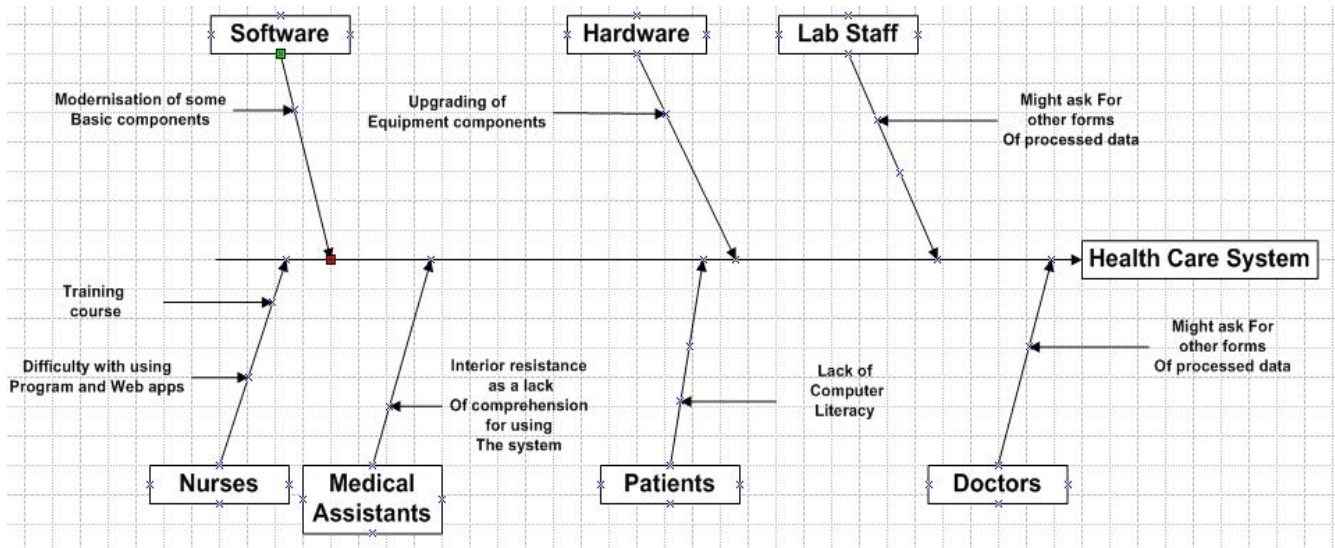 Software
Hardware
Lab Staff
Modernisation of some
Basic components
Upgrading of
Equipment components
Might ask For
other forms
Of processed data
Health Care System
Training
course
Difficulty with using
Program and Web apps
Interior resistance
as a lack
Of comprehension
for using
The system
Lack of
Computer
Literacy
Might ask For
other forms
Of processed data
Nurses
Medical
Assistants
Patients
Doctors